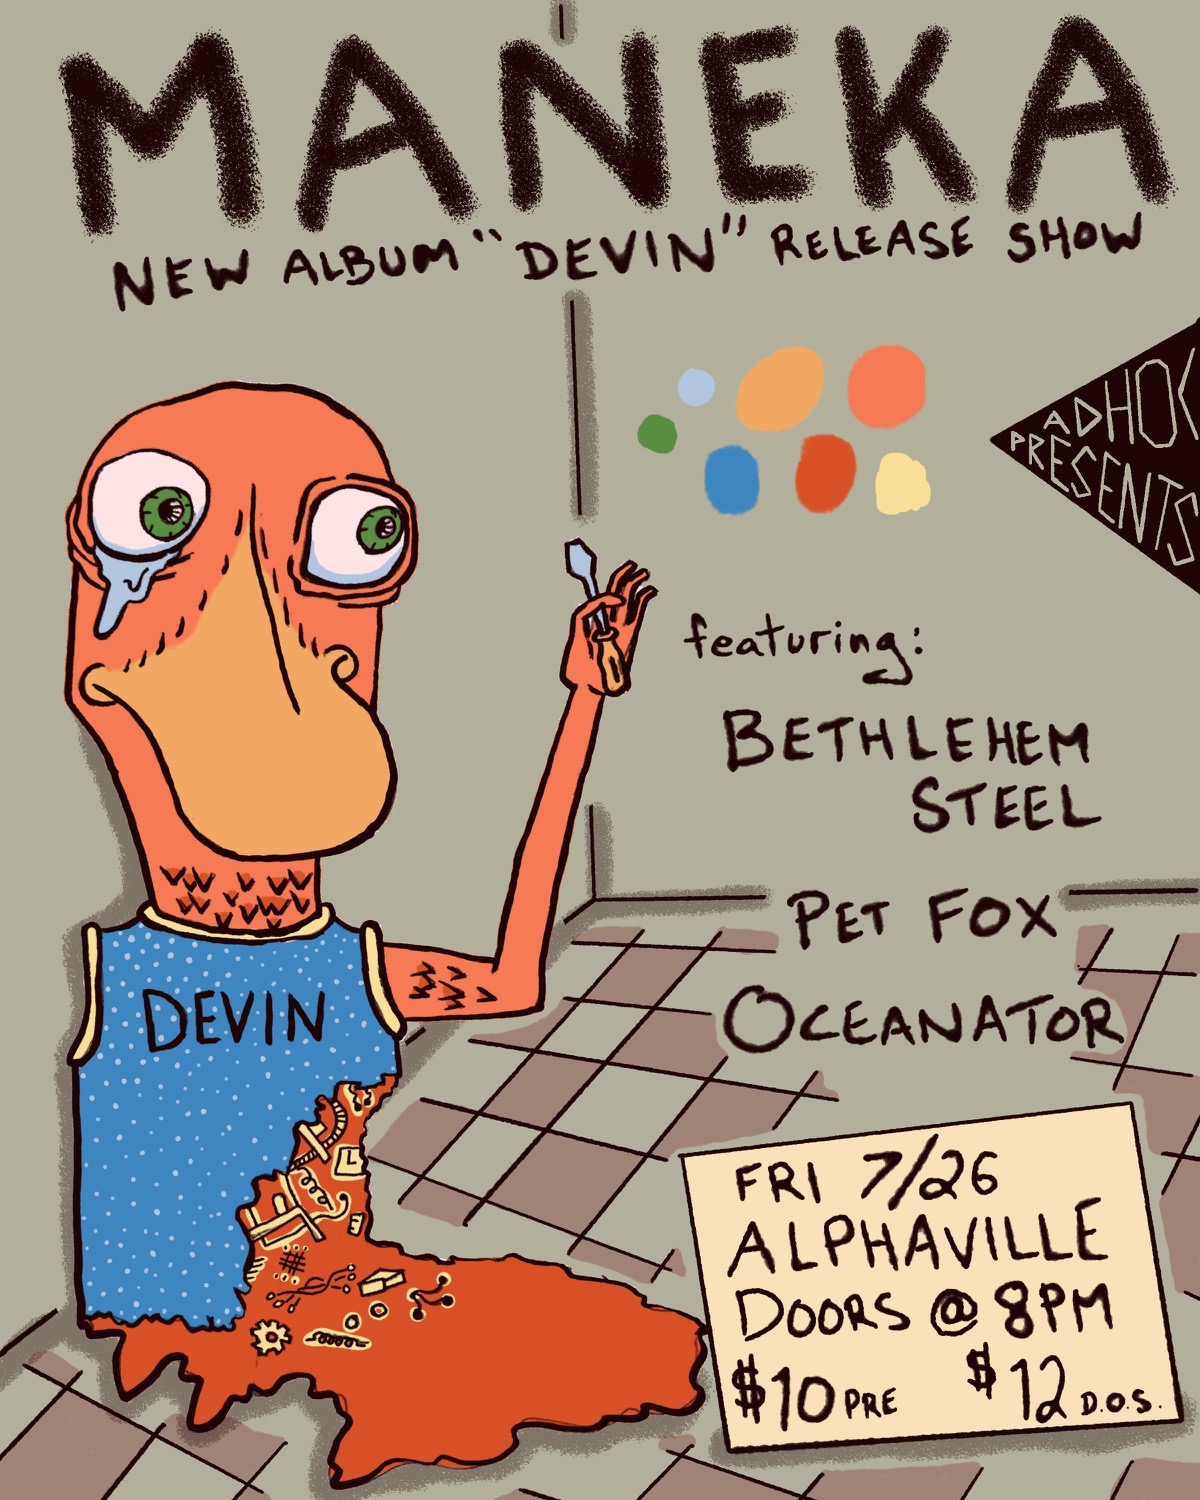 MANEKA
NEW ALBUM "DEVIN" RELEASE SHOW
ADHOC
PRESENTS
featuring:
BETHLEHEM
STEEL
PET FOX
OCEANATOR
DEVIN
L
FRI 7/26
ALPHAVILLE
DOORS @ 8PM
$10 PRE $12 D.O.S.